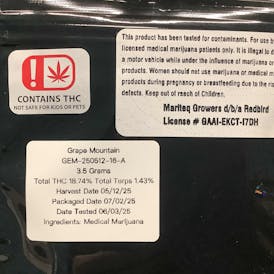 This product has been tested for contaminants. For use b
licensed medical marijuana patients only. It is illegal to d
a motor vehicle while under the influence of marijuana or
products. Women should not use marijuana or medical m
products during pregnancy or breastfeeding due to the ris
defects. Keep out of reach of Children.
Mariteq Growers d/b/a Redbird
License # GAAI-EKCT-I7DH
CONTAINS THC
NOT SAFE FOR KIDS OR PETS
Grape Mountain
GEM-250512-16-A
3.5 Grams
Total THC 18.74% Total Terps 1.43%
Harvest Date 05/12/25
Packaged Date 07/02/25
Date Tested 06/03/25
Ingredients: Medical Marijuana